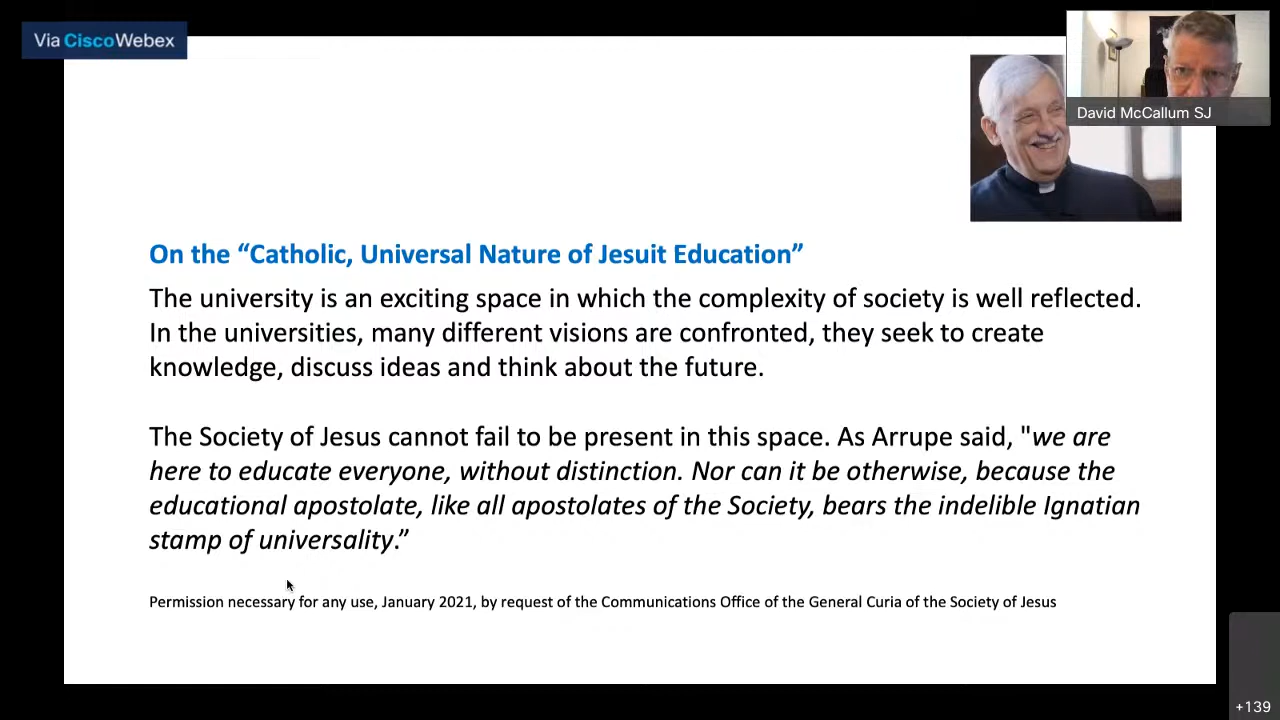 Via Cisco Webex
David McCallum SJ
On the “Catholic, Universal Nature of Jesuit Education”
The university is an exciting space in which the complexity of society is well reflected.
In the universities, many different visions are confronted, they seek to create
knowledge, discuss ideas and think about the future.
The Society of Jesus cannot fail to be present in this space. As Arrupe said, "we are
here to educate everyone, without distinction. Nor can it be otherwise, because the
educational apostolate, like all apostolates of the Society, bears the indelible Ignatian
stamp of universality.”
Permission necessary for any use, January 2021, by request of the Communications Office of the General Curia of the Society of Jesus
+139